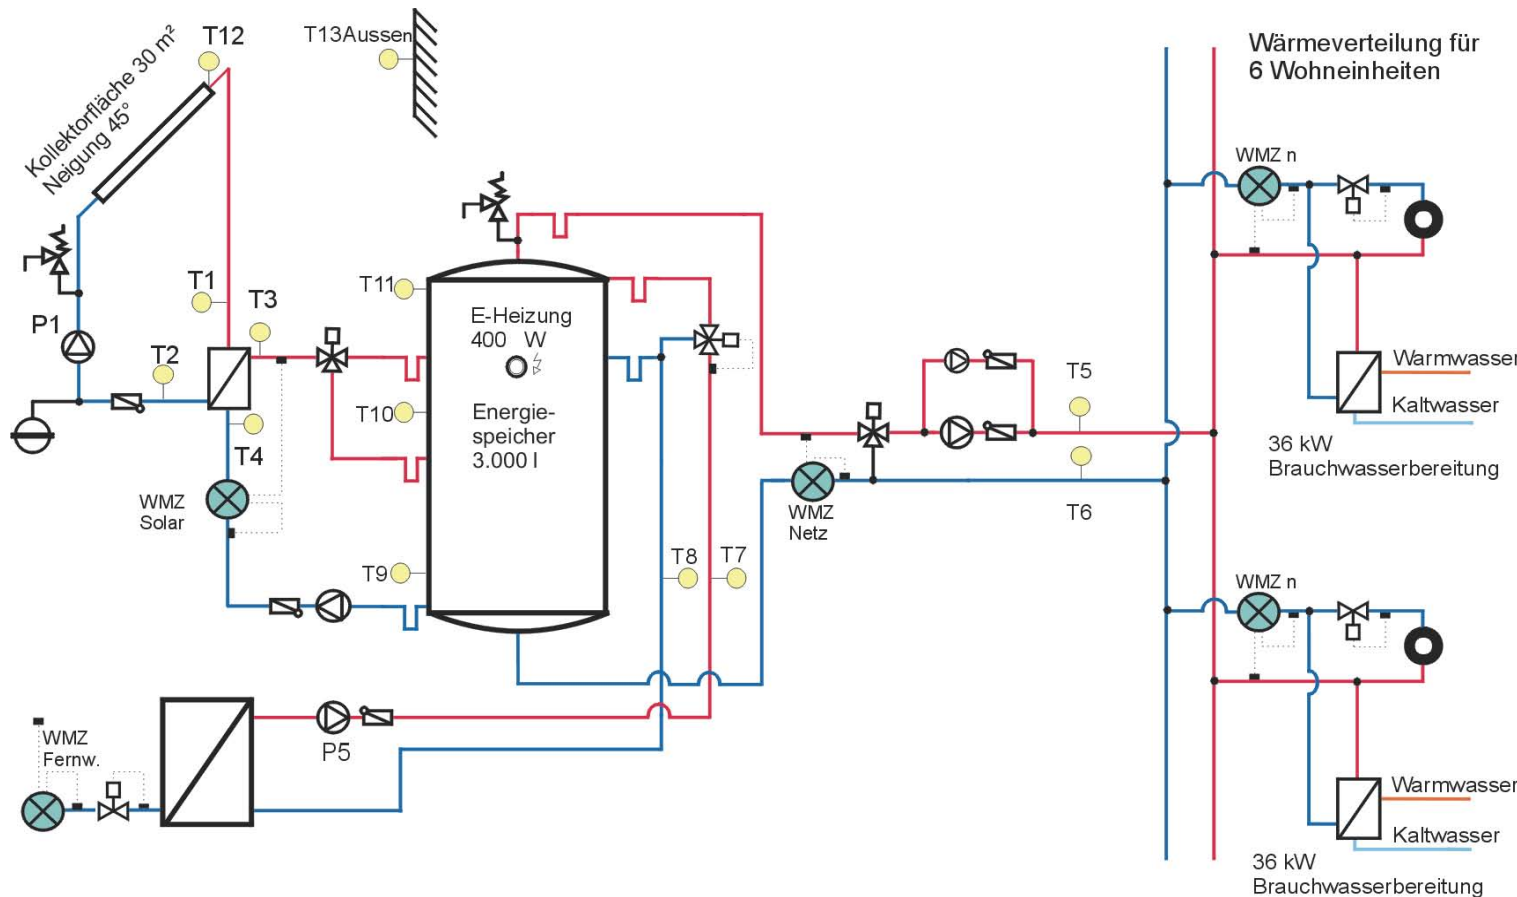 T12
T13Aussen
Kollektorfläche 30 m²
Neigung 45°
Wärmeverteilung für
6 Wohneinheiten
WMZ n
T1
T3
T11
P1
T2
E-Heizung
400 W
T10
Energie-
speicher
3.000 l
T4
WMZ
Solar
T9
T8
T7
T5
T6
WMZ
Netz
Warmwasser
Kaltwasser
36 kW
Brauchwasserbereitung
WMZ n
P5
WMZ
Fernw.
Warmwasser
Kaltwasser
36 kW
Brauchwasserbereitung